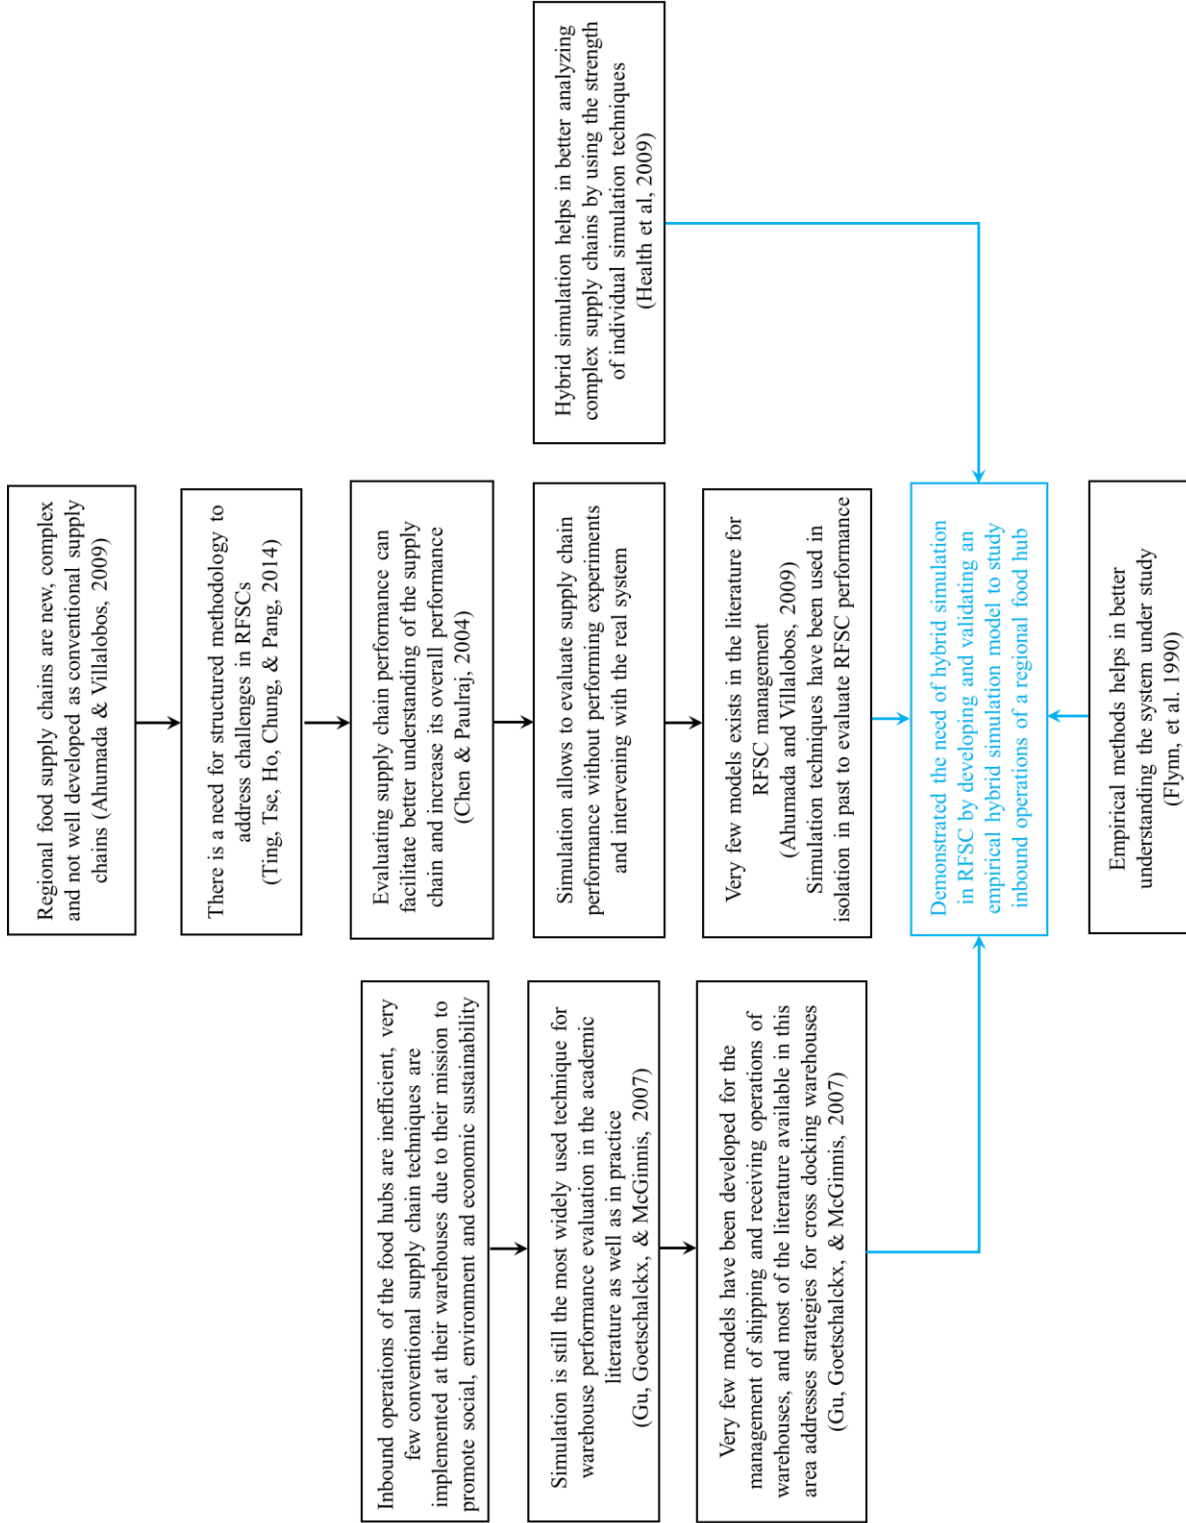 Regional food supply chains are new, complex
and not well developed as conventional supply
chains (Ahumada & Villalobos, 2009)
There is a need for structured methodology to
address challenges in RFSCs
(Ting, Tse, Ho, Chung, & Pang, 2014)
Evaluating supply chain performance can
facilitate better understanding of the supply
chain and increase its overall performance
(Chen & Paulraj, 2004)
Simulation allows to evaluate supply chain
performance without performing experiments
and intervening with the real system
Very few models exists in the literature for
RFSC management
(Ahumada and Villalobos, 2009)
Simulation techniques have been used in
isolation in past to evaluate RFSC performance
Inbound operations of the food hubs are inefficient, very
few conventional supply chain techniques are
implemented at their warehouses due to their mission to
promote social, environment and economic sustainability
Simulation is still the most widely used technique for
warehouse performance evaluation in the academic
literature as well as in practice
(Gu, Goetschalckx, & McGinnis, 2007)
Very few models have been developed for the
management of shipping and receiving operations of
warehouses, and most of the literature available in this
area addresses strategies for cross docking warehouses
(Gu, Goetschalckx, & McGinnis, 2007)
Hybrid simulation helps in better analyzing
complex supply chains by using the strength
of individual simulation techniques
(Health et al, 2009)
Demonstrated the need of hybrid simulation
in RFSC by developing and validating an
empirical hybrid simulation model to study
inbound operations of a regional food hub
Empirical methods helps in better
understanding the system under study
(Flynn, et al. 1990)